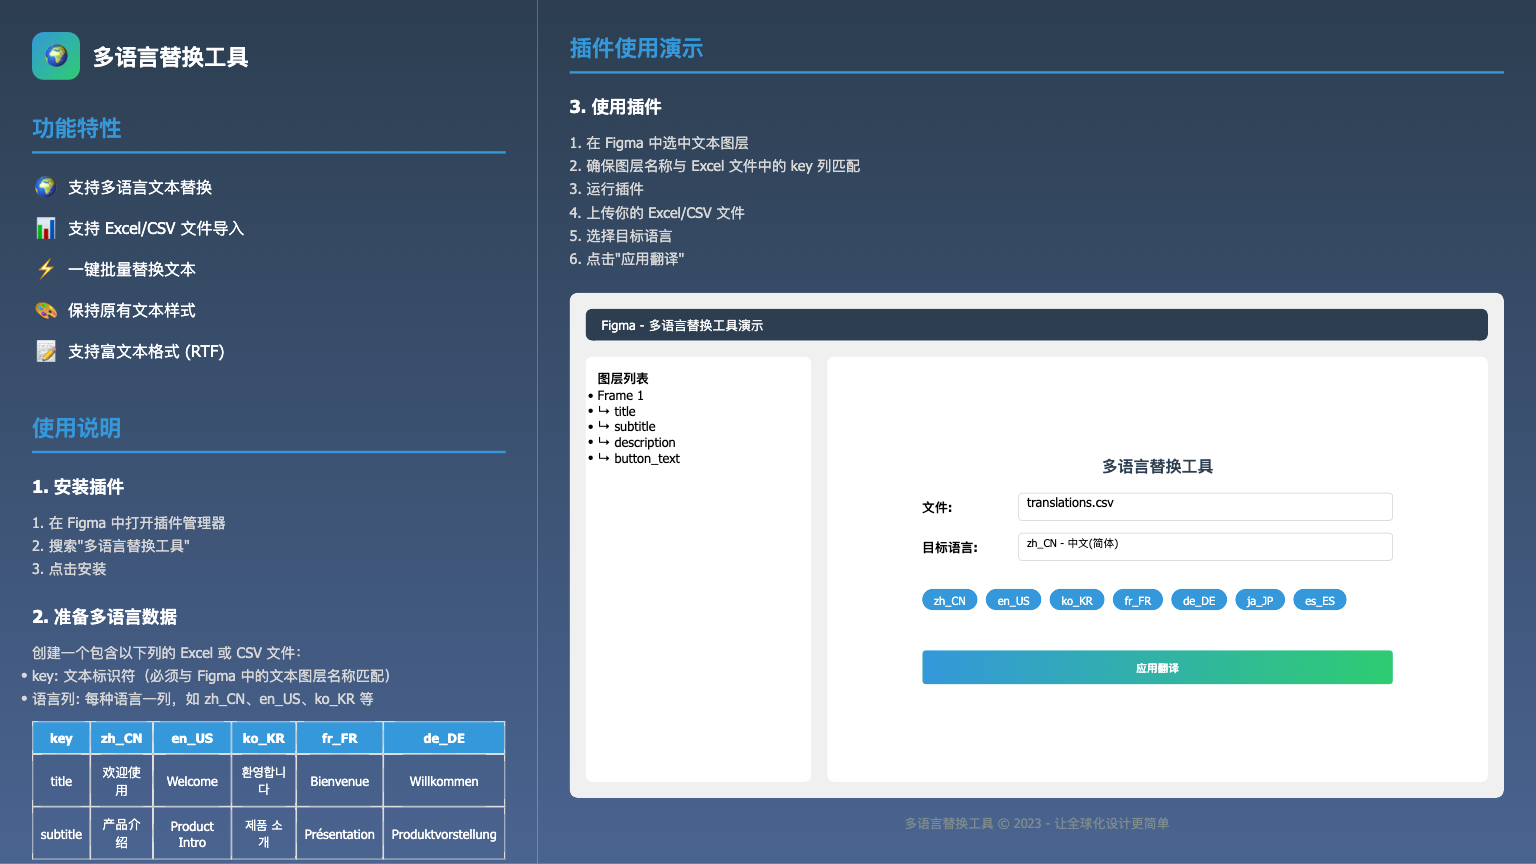 多语言替换工具
功能特性
支持多语言文本替换
支持 Excel/CSV 文件导入
一键批量替换文本
保持原有文本样式
支持富文本格式 (RTF)
使用说明
1. 安装插件
1. 在 Figma 中打开插件管理器
2. 搜索"多语言替换工具"
3. 点击安装
2. 准备多语言数据
创建一个包含以下列的 Excel 或 CSV 文件：
• key: 文本标识符（必须与 Figma 中的文本图层名称匹配）
• 语言列: 每种语言一列，如 zh_CN、en_US、ko_KR 等
key zh_CN en_US ko_KR fr_FR de_DE
title 欢迎使用 Welcome 환영합니다 Bienvenue Willkommen
subtitle 产品介绍 Product Intro 제품 소개 Présentation Produktvorstellung
插件使用演示
3. 使用插件
1. 在 Figma 中选中文本图层
2. 确保图层名称与 Excel 文件中的 key 列匹配
3. 运行插件
4. 上传你的 Excel/CSV 文件
5. 选择目标语言
6. 点击"应用翻译"
Figma - 多语言替换工具演示
图层列表
• Frame 1
• ↪ title
• ↪ subtitle
• ↪ description
• ↪ button_text
多语言替换工具
文件: translations.csv
目标语言: zh_CN - 中文(简体)
zh_CN en_US ko_KR fr_FR de_DE ja_JP es_ES
应用翻译
多语言替换工具 © 2023 - 让全球化设计更简单